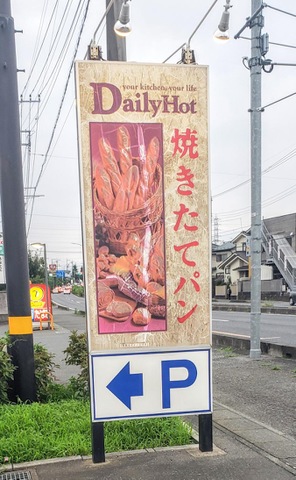 your kitchen, your life
DailyHot
焼きたてパン
P